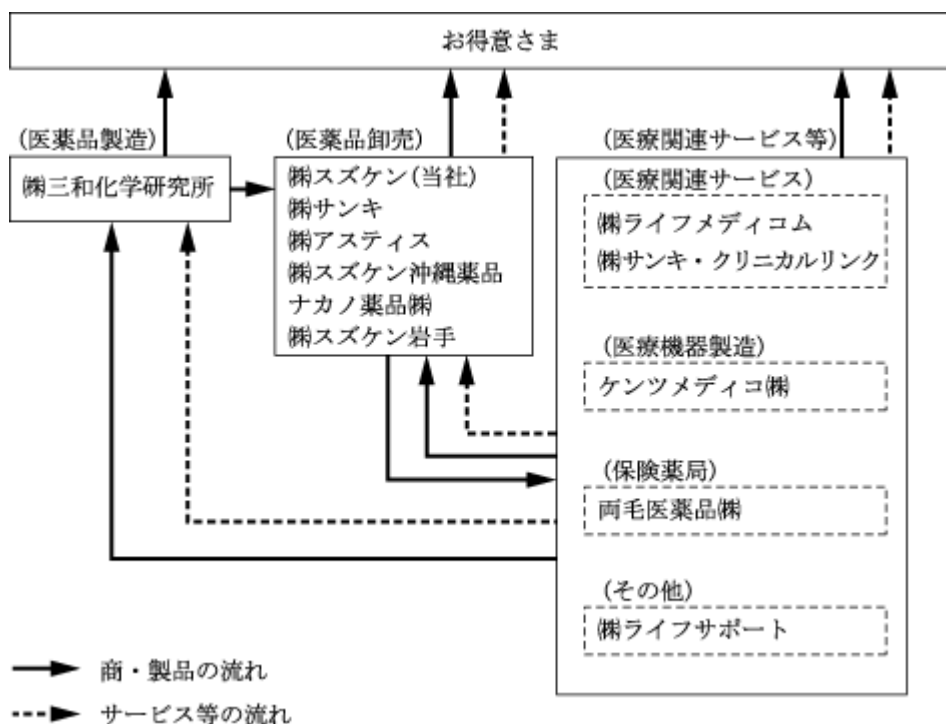 お得意さま
(医薬品製造)
㈱三和化学研究所
(医薬品卸売)
㈱スズケン(当社)
㈱サンキ
㈱アスティス
㈱スズケン沖縄薬品
ナカノ薬品㈱
㈱スズケン岩手
(医療関連サービス等)
(医療関連サービス)
㈱ライフメディコム
㈱サンキ・クリニカルリンク
(医療機器製造)
ケンツメディコ㈱
(保険薬局)
両毛医薬品㈱
(その他)
㈱ライフサポート
商・製品の流れ
サービス等の流れ